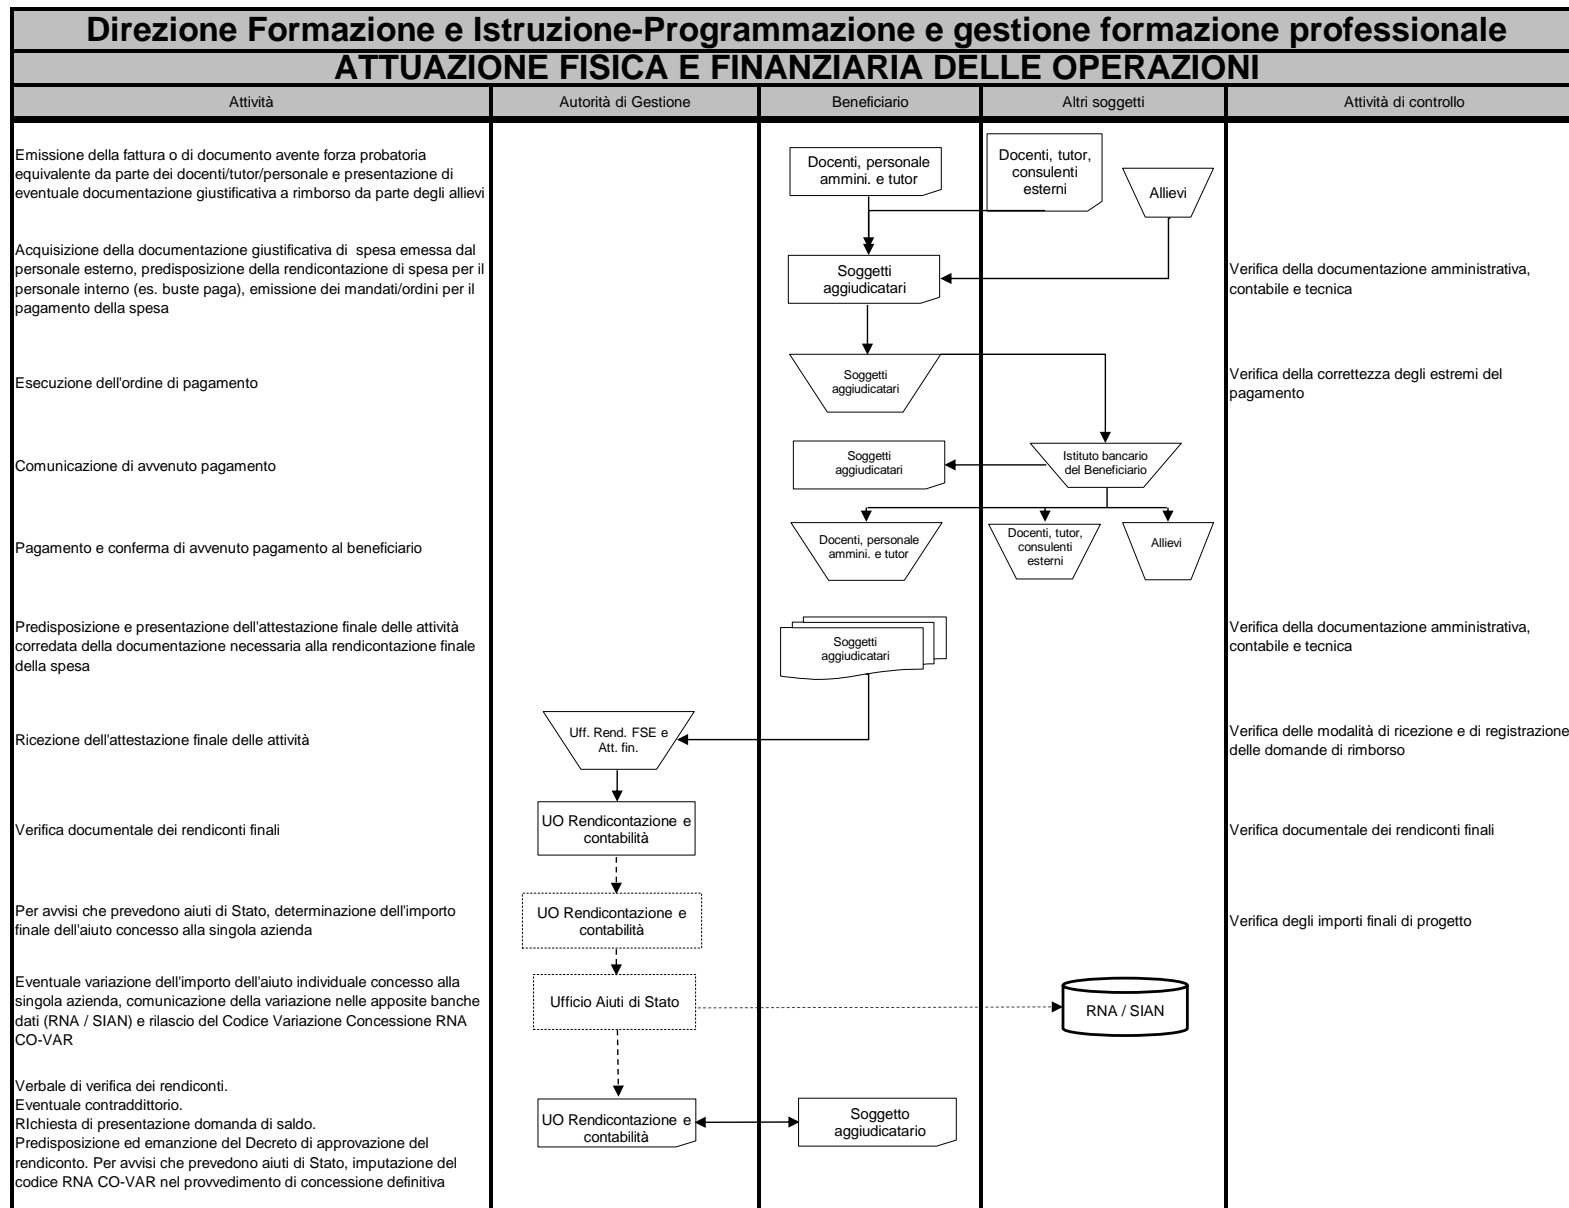 Direzione Formazione e Istruzione-Programmazione e gestione formazione professionale
ATTUAZIONE FISICA E FINANZIARIA DELLE OPERAZIONI
Attività
Autorità di Gestione
Beneficiario
Altri soggetti
Attività di controllo
Emissione della fattura o di documento avente forza probatoria
equivalente da parte dei docenti/tutor/personale e presentazione di
eventuale documentazione giustificativa a rimborso da parte degli allievi
Docenti, personale
ammini. e tutor
Docenti, tutor,
consulenti
esterni
Allievi
Acquisizione della documentazione giustificativa di spesa emessa dal
personale esterno, predisposizione della rendicontazione di spesa per il
personale interno (es. buste paga), emissione dei mandati/ordini per il
pagamento della spesa
Soggetti
aggiudicatari
Verifica della documentazione amministrativa,
contabile e tecnica
Esecuzione dell'ordine di pagamento
Soggetti
aggiudicatari
Verifica della correttezza degli estremi del
pagamento
Comunicazione di avvenuto pagamento
Soggetti
aggiudicatari
Istituto bancario
del Beneficiario
Pagamento e conferma di avvenuto pagamento al beneficiario
Docenti, personale
ammini. e tutor
Docenti, tutor,
consulenti
esterni
Allievi
Predisposizione e presentazione dell'attestazione finale delle attività
corredata della documentazione necessaria alla rendicontazione finale
della spesa
Soggetti
aggiudicatari
Verifica della documentazione amministrativa,
contabile e tecnica
Ricezione dell'attestazione finale delle attività
Uff. Rend. FSE e
Att. fin.
Verifica delle modalità di ricezione e di registrazione
delle domande di rimborso
Verifica documentale dei rendiconti finali
UO Rendicontazione e
contabilità
Verifica documentale dei rendiconti finali
Per avvisi che prevedono aiuti di Stato, determinazione dell'importo
finale dell'aiuto concesso alla singola azienda
UO Rendicontazione e
contabilità
Verifica degli importi finali di progetto
Eventuale variazione dell'importo dell'aiuto individuale concesso alla
singola azienda, comunicazione della variazione nelle apposite banche
dati (RNA / SIAN) e rilascio del Codice Variazione Concessione RNA
CO-VAR
Ufficio Aiuti di Stato
RNA / SIAN
Verbale di verifica dei rendiconti.
Eventuale contraddittorio.
RIchiesta di presentazione domanda di saldo.
Predisposizione ed emanzione del Decreto di approvazione del
rendiconto. Per avvisi che prevedono aiuti di Stato, imputazione del
codice RNA CO-VAR nel provvedimento di concessione definitiva
UO Rendicontazione e
contabilità
Soggetto
aggiudicatario